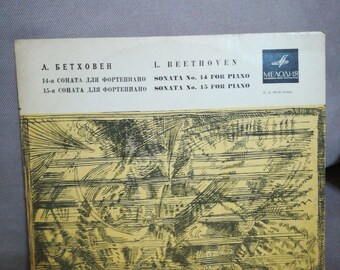 Л. БЕТХОВЕН
L. BEETHOVEN
14-я СОНАТА ДЛЯ ФОРТЕПИАНО
SONATA No. 14 FOR PIANO
15-я СОНАТА ДЛЯ ФОРТЕПИАНО
SONATA No. 15 FOR PIANO
МЕЛОДИЯ